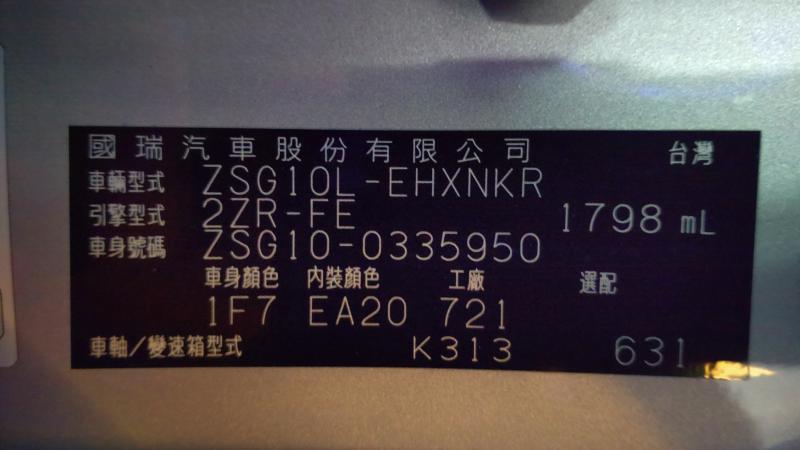 國瑞汽車股份有限公司 台灣
車輛型式 ZSG10L-EHXNKR
引擎型式 2ZR-FE 1798 mL
車身號碼 ZSG10-0335950
車身顏色 內裝顏色 工廠 選配
1F7 EA20 721
車軸/變速箱型式 K313 631